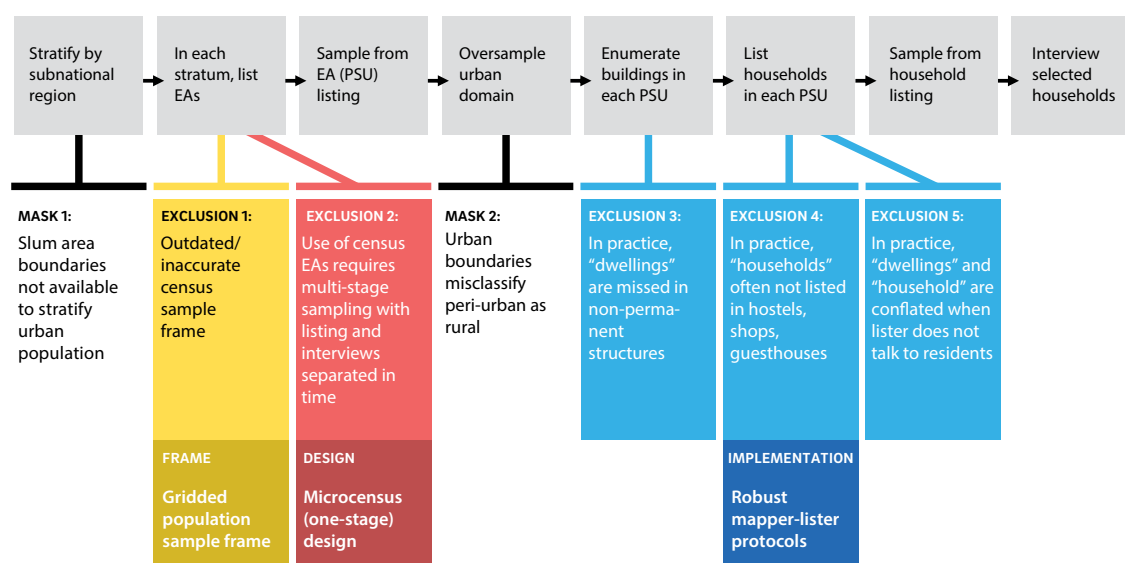 Stratify by
subnational
region
In each
stratum, list
EAs
Sample from
EA (PSU)
listing
Oversample
urban
domain
Enumerate
buildings in
each PSU
List
households
in each PSU
Sample from
household
listing
Interview
selected
households
MASK 1:
Slum area
boundaries
not available
to stratify
urban
population
EXCLUSION 1:
Outdated/
inaccurate
census
sample
frame
EXCLUSION 2:
Use of census
EAs requires
multi-stage
sampling with
listing and
interviews
separated in
time
MASK 2:
Urban
boundaries
misclassify
peri-urban as
rural
EXCLUSION 3:
In practice,
“dwellings”
are missed in
non-perma-
nent
structures
EXCLUSION 4:
In practice,
“households”
often not listed
in hostels,
shops,
guesthouses
EXCLUSION 5:
In practice,
“dwellings” and
“household” are
conflated when
lister does not
talk to residents
FRAME
Gridded
population
sample frame
DESIGN
Microcensus
(one-stage)
design
IMPLEMENTATION
Robust
mapper-lister
protocols